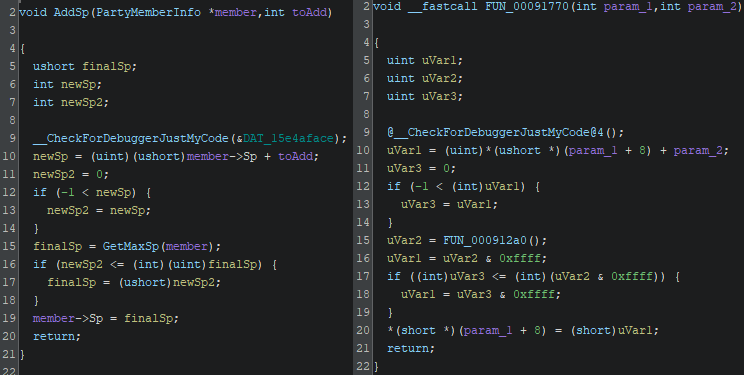 2 void AddSp(PartyMemberInfo *member,int toAdd)
3
4 {
5 ushort finalSp;
6 int newSp;
7 int newSp2;
8
9 __CheckForDebuggerJustMyCode(&DAT_15e4aface);
10 newSp = (uint)(ushort)member->Sp + toAdd;
11 newSp2 = 0;
12 if (-1 < newSp) {
13 newSp2 = newSp;
14 }
15 finalSp = GetMaxSp(member);
16 if (newSp2 <= (int)(uint)finalSp) {
17 finalSp = (ushort)newSp2;
18 }
19 member->Sp = finalSp;
20 return;
21 }
22
2 void __fastcall FUN_00091770(int param_1,int param_2)
3
4 {
5 uint uVar1;
6 uint uVar2;
7 uint uVar3;
8
9 @__CheckForDebuggerJustMyCode@4();
10 uVar1 = (uint)*(ushort *)(param_1 + 8) + param_2;
11 uVar3 = 0;
12 if (-1 < (int)uVar1) {
13 uVar3 = uVar1;
14 }
15 uVar2 = FUN_000912a0();
16 uVar1 = uVar2 & 0xffff;
17 if ((int)uVar3 <= (int)(uVar2 & 0xffff)) {
18 uVar1 = uVar3 & 0xffff;
19 }
20 *(short *)(param_1 + 8) = (short)uVar1;
21 return;
22 }